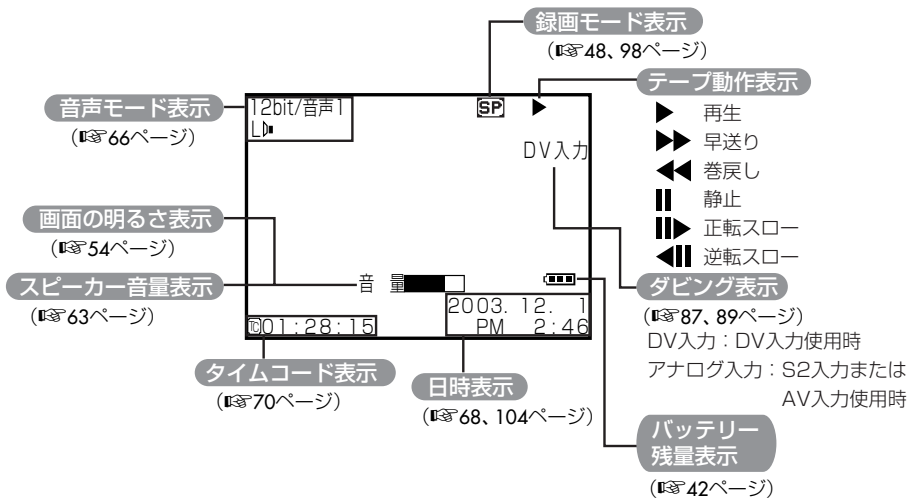 録画モード表示
(☞48、98ページ)
テープ動作表示
▶ 再生
▶▶ 早送り
◀◀ 巻戻し
▮▮ 静止
▮▮▶ 正転スロー
◀▮▮ 逆転スロー
音声モード表示
(☞66ページ)
12bit/音声1
L
SP ▶
DV入力
画面の明るさ表示
(☞54ページ)
スピーカー音量表示
(☞63ページ)
音 量
2003. 12. 1
PM 2:46
TC01:28:15
ダビング表示
(☞87、89ページ)
DV入力：DV入力使用時
アナログ入力：S2入力または
AV入力使用時
タイムコード表示
(☞70ページ)
日時表示
(☞68、104ページ)
バッテリー
残量表示
(☞42ページ)